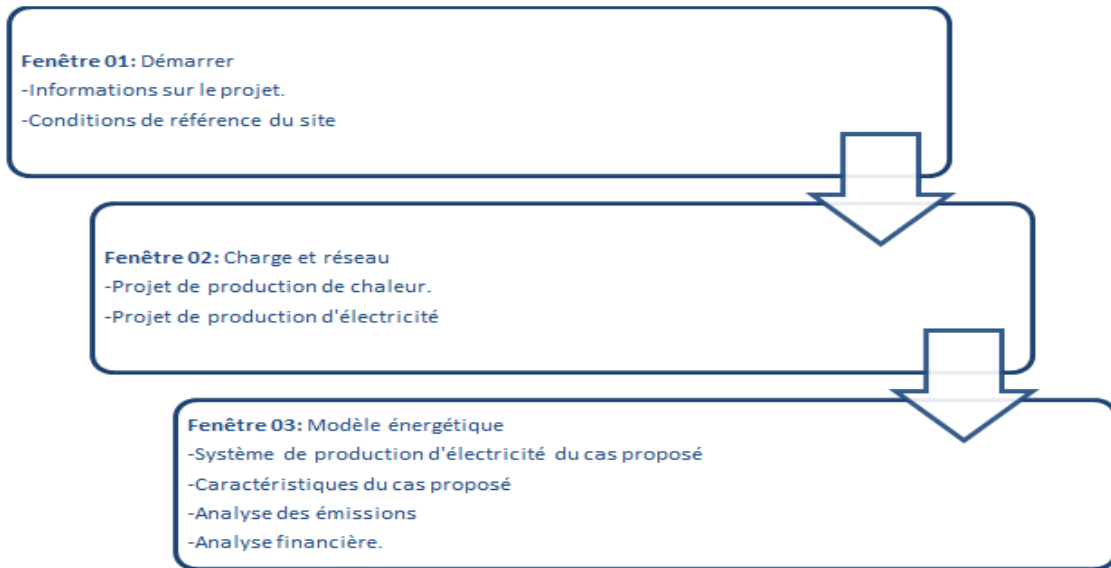 Fenêtre 01: Démarrer
-Informations sur le projet.
-Conditions de référence du site
Fenêtre 02: Charge et réseau
-Projet de production de chaleur.
-Projet de production d'électricité
Fenêtre 03: Modèle énergétique
-Système de production d'électricité du cas proposé
-Caractéristiques du cas proposé
-Analyse des émissions
-Analyse financière.